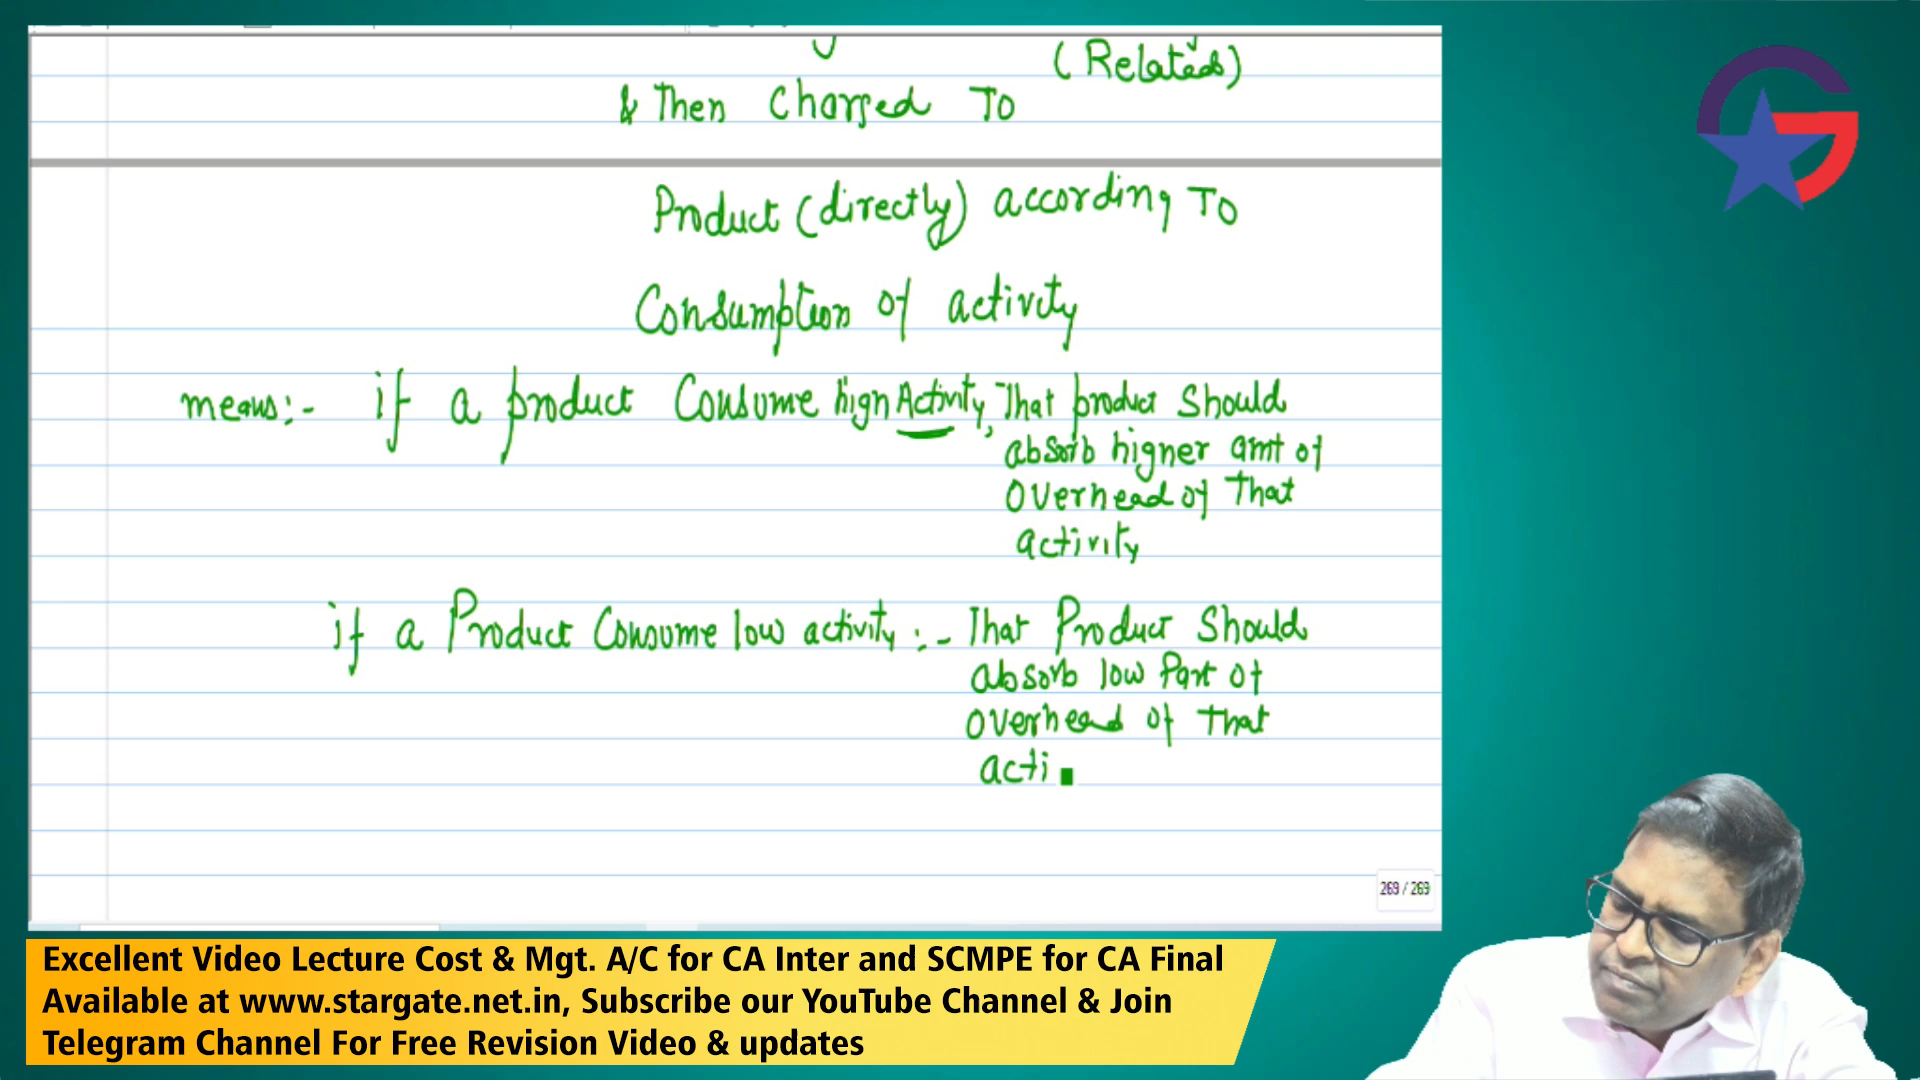 (Related)
& Then Charged To
Product (directly) according To
Consumption of activity
means:- if a product Consume high Activity, That product Should
absorb higher amt of
overhead of That
activity
if a Product Consume low activity :- That Product Should
absorb low Part of
overhead of That
acti
269 / 269
Excellent Video Lecture Cost & Mgt. A/C for CA Inter and SCMPE for CA Final
Available at www.stargate.net.in, Subscribe our YouTube Channel & Join
Telegram Channel For Free Revision Video & updates